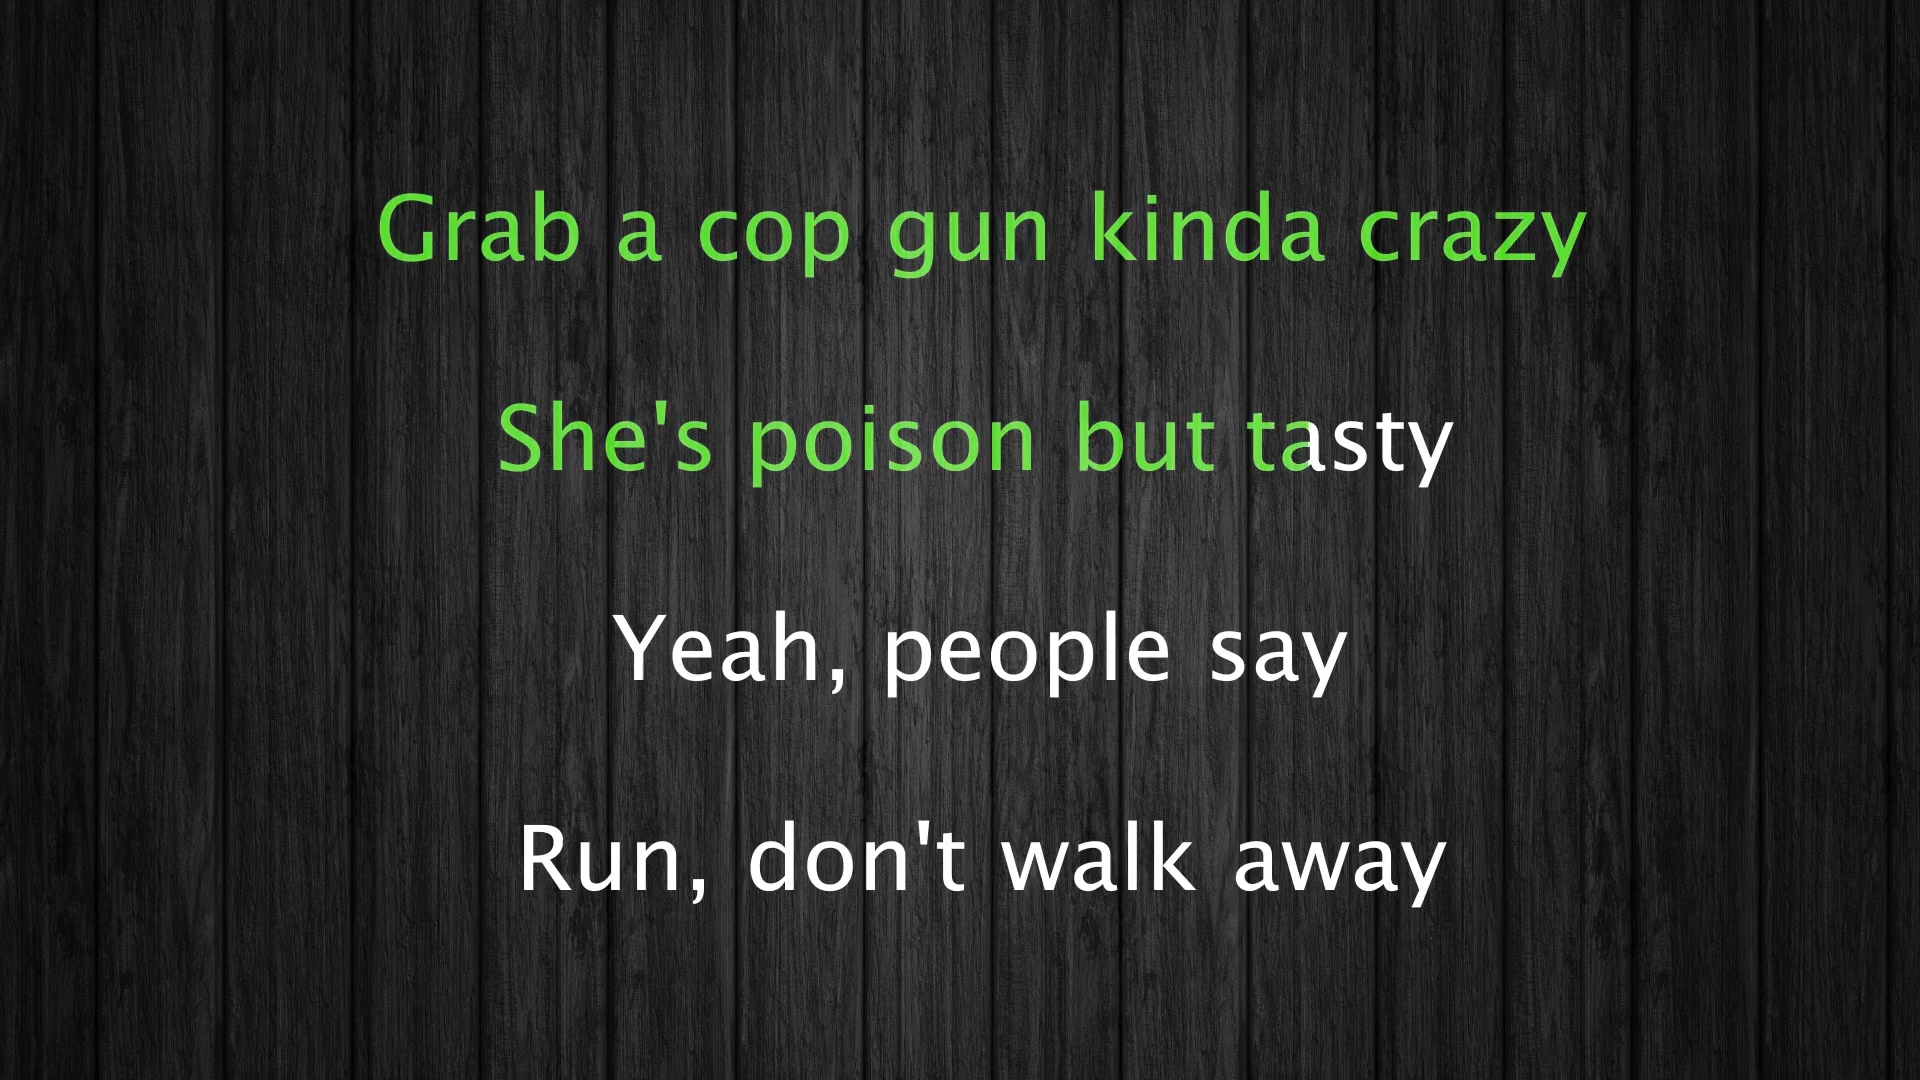 Grab a cop gun kinda crazy
She's poison but tasty
Yeah, people say
Run, don't walk away